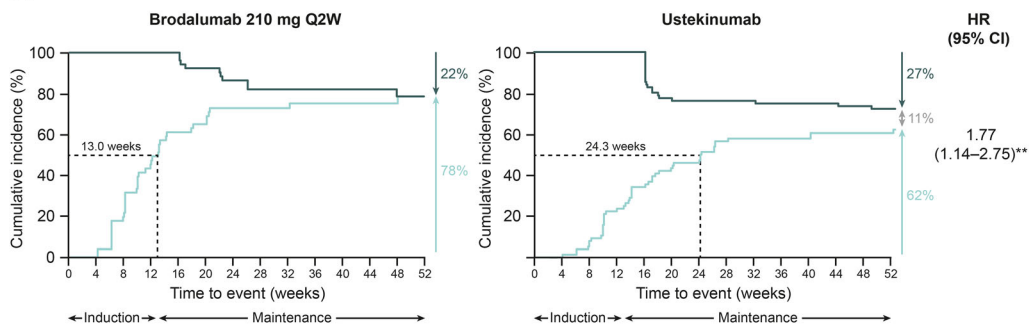 Brodalumab 210 mg Q2W
Cumulative incidence (%)
100
80
60
40
20
0
13.0 weeks
22%
78%
0 4 8 12 16 20 24 28 32 36 40 44 48 52
Time to event (weeks)
Induction Maintenance
Ustekinumab
Cumulative incidence (%)
100
80
60
40
20
0
24.3 weeks
27%
11%
62%
0 4 8 12 16 20 24 28 32 36 40 44 48 52
Time to event (weeks)
Induction Maintenance
HR
(95% CI)
1.77
(1.14–2.75)**